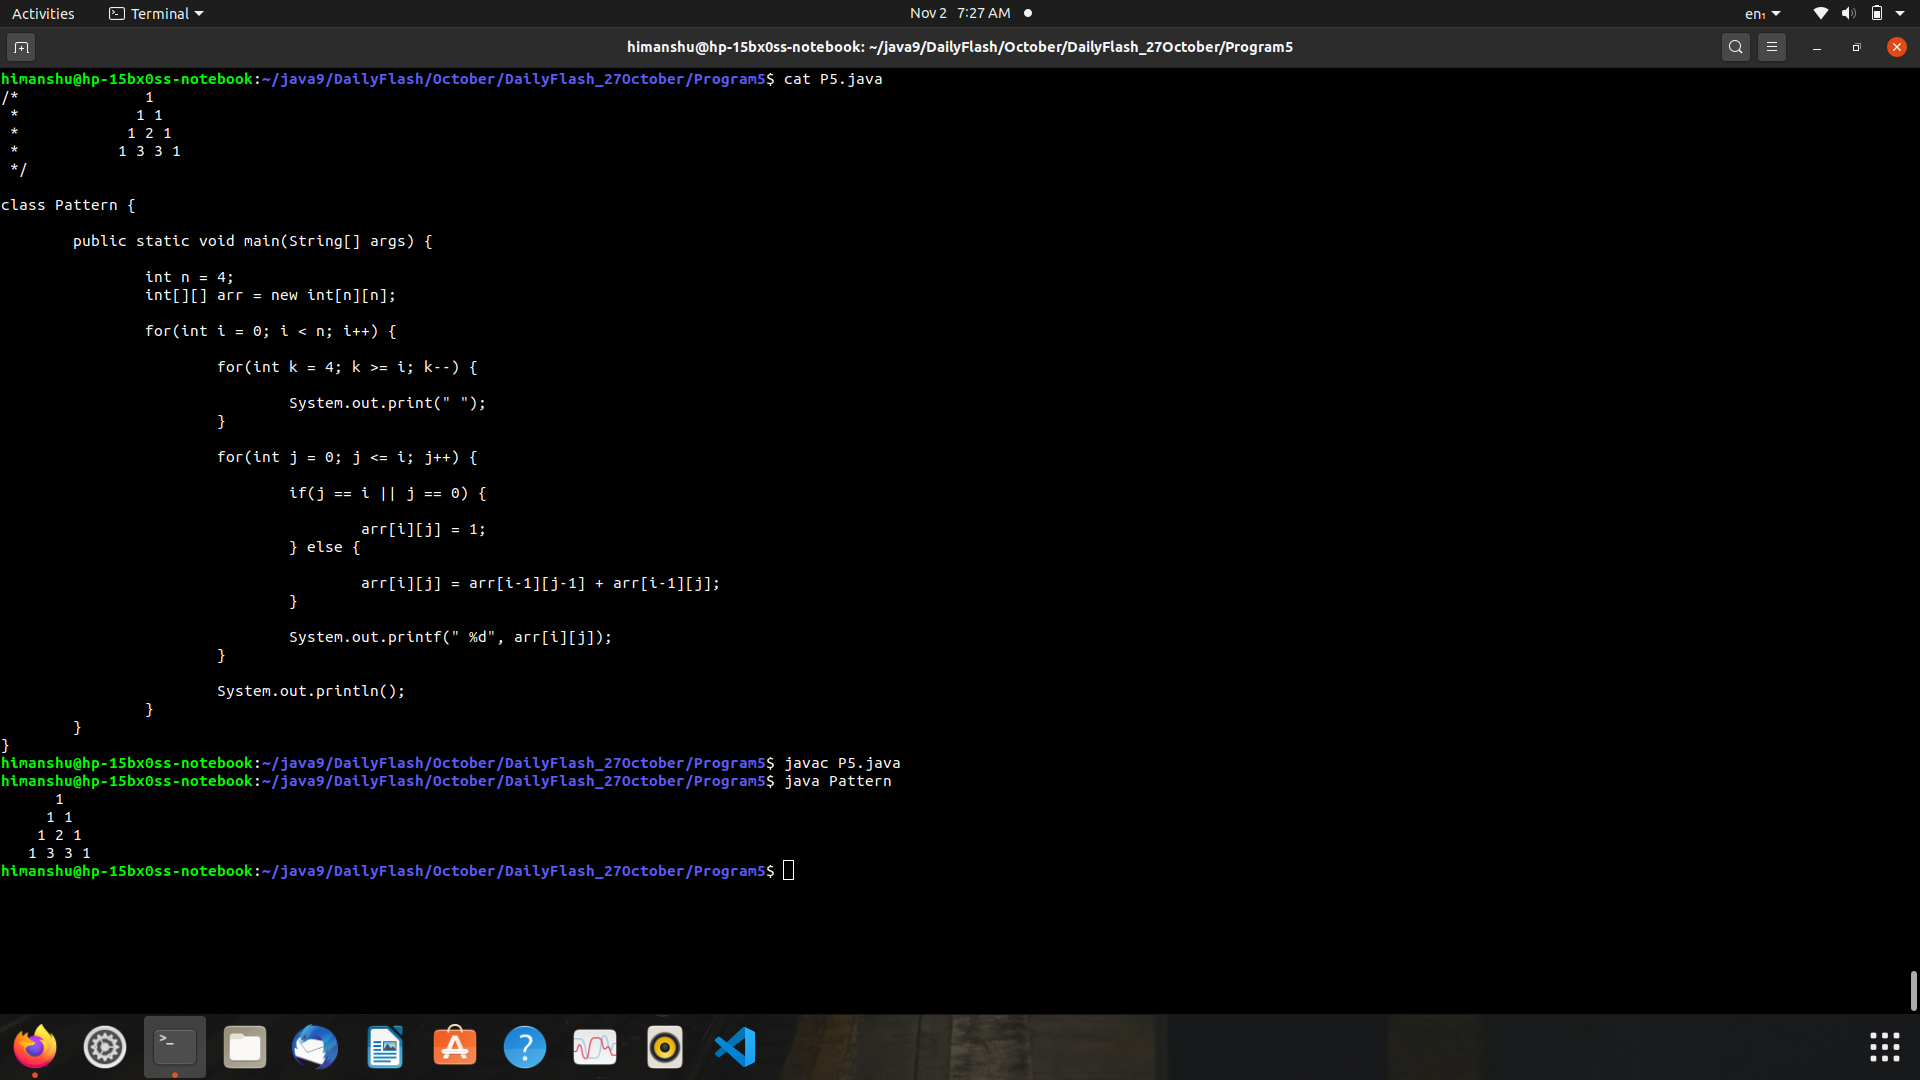 Activities Terminal Nov 2 7:27 AM en₁
himanshu@hp-15bx0ss-notebook: ~/java9/DailyFlash/October/DailyFlash_27October/Program5
himanshu@hp-15bx0ss-notebook:~/java9/DailyFlash/October/DailyFlash_27October/Program5$ cat P5.java
/*              1
 *             1 1
 *            1 2 1
 *           1 3 3 1
 */
class Pattern {
        public static void main(String[] args) {
                int n = 4;
                int[][] arr = new int[n][n];
                for(int i = 0; i < n; i++) {
                        for(int k = 4; k >= i; k--) {
                                System.out.print(" ");
                        }
                        for(int j = 0; j <= i; j++) {
                                if(j == i || j == 0) {
                                        arr[i][j] = 1;
                                } else {
                                        arr[i][j] = arr[i-1][j-1] + arr[i-1][j];
                                }
                                System.out.printf(" %d", arr[i][j]);
                        }
                        System.out.println();
                }
        }
}
himanshu@hp-15bx0ss-notebook:~/java9/DailyFlash/October/DailyFlash_27October/Program5$ javac P5.java
himanshu@hp-15bx0ss-notebook:~/java9/DailyFlash/October/DailyFlash_27October/Program5$ java Pattern
      1
     1 1
    1 2 1
   1 3 3 1
himanshu@hp-15bx0ss-notebook:~/java9/DailyFlash/October/DailyFlash_27October/Program5$